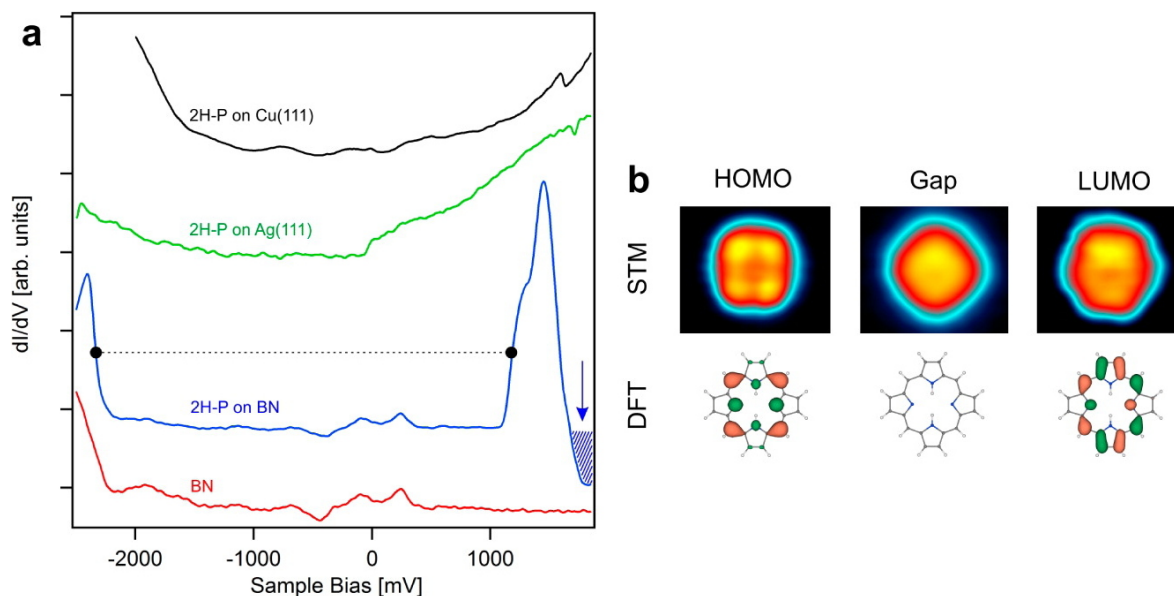 a
2H-P on Cu(111)
2H-P on Ag(111)
2H-P on BN
BN
dI/dV [arb. units]
-2000 -1000 0 1000
Sample Bias [mV]
b
HOMO Gap LUMO
STM
DFT